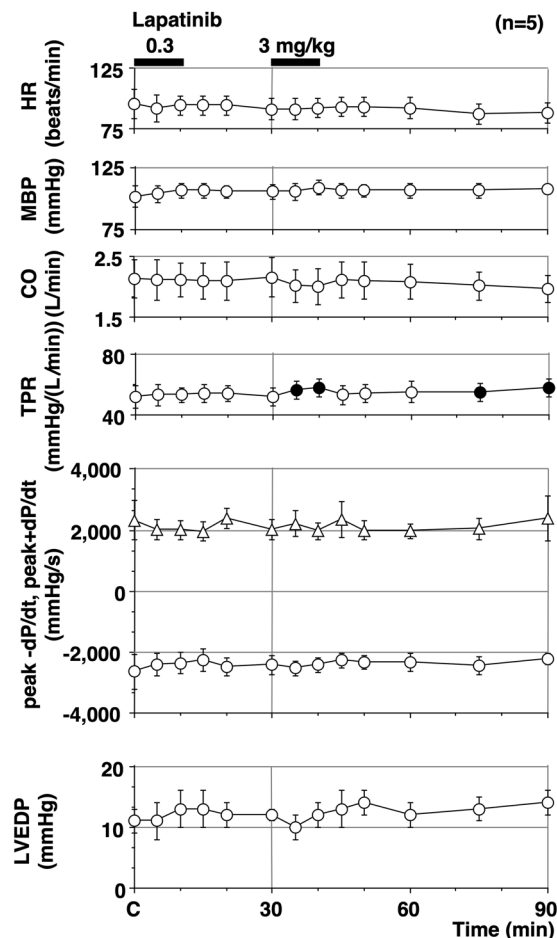 Lapatinib
(n=5)
0.3
3 mg/kg
HR
(beats/min)
125
75
MBP
(mmHg)
125
75
CO
(L/min)
2.5
1.5
TPR
(mmHg/(L/min))
80
40
peak -dP/dt, peak+dP/dt
(mmHg/s)
4,000
2,000
0
-2,000
-4,000
LVEDP
(mmHg)
20
10
0
C 30 60 90
Time (min)